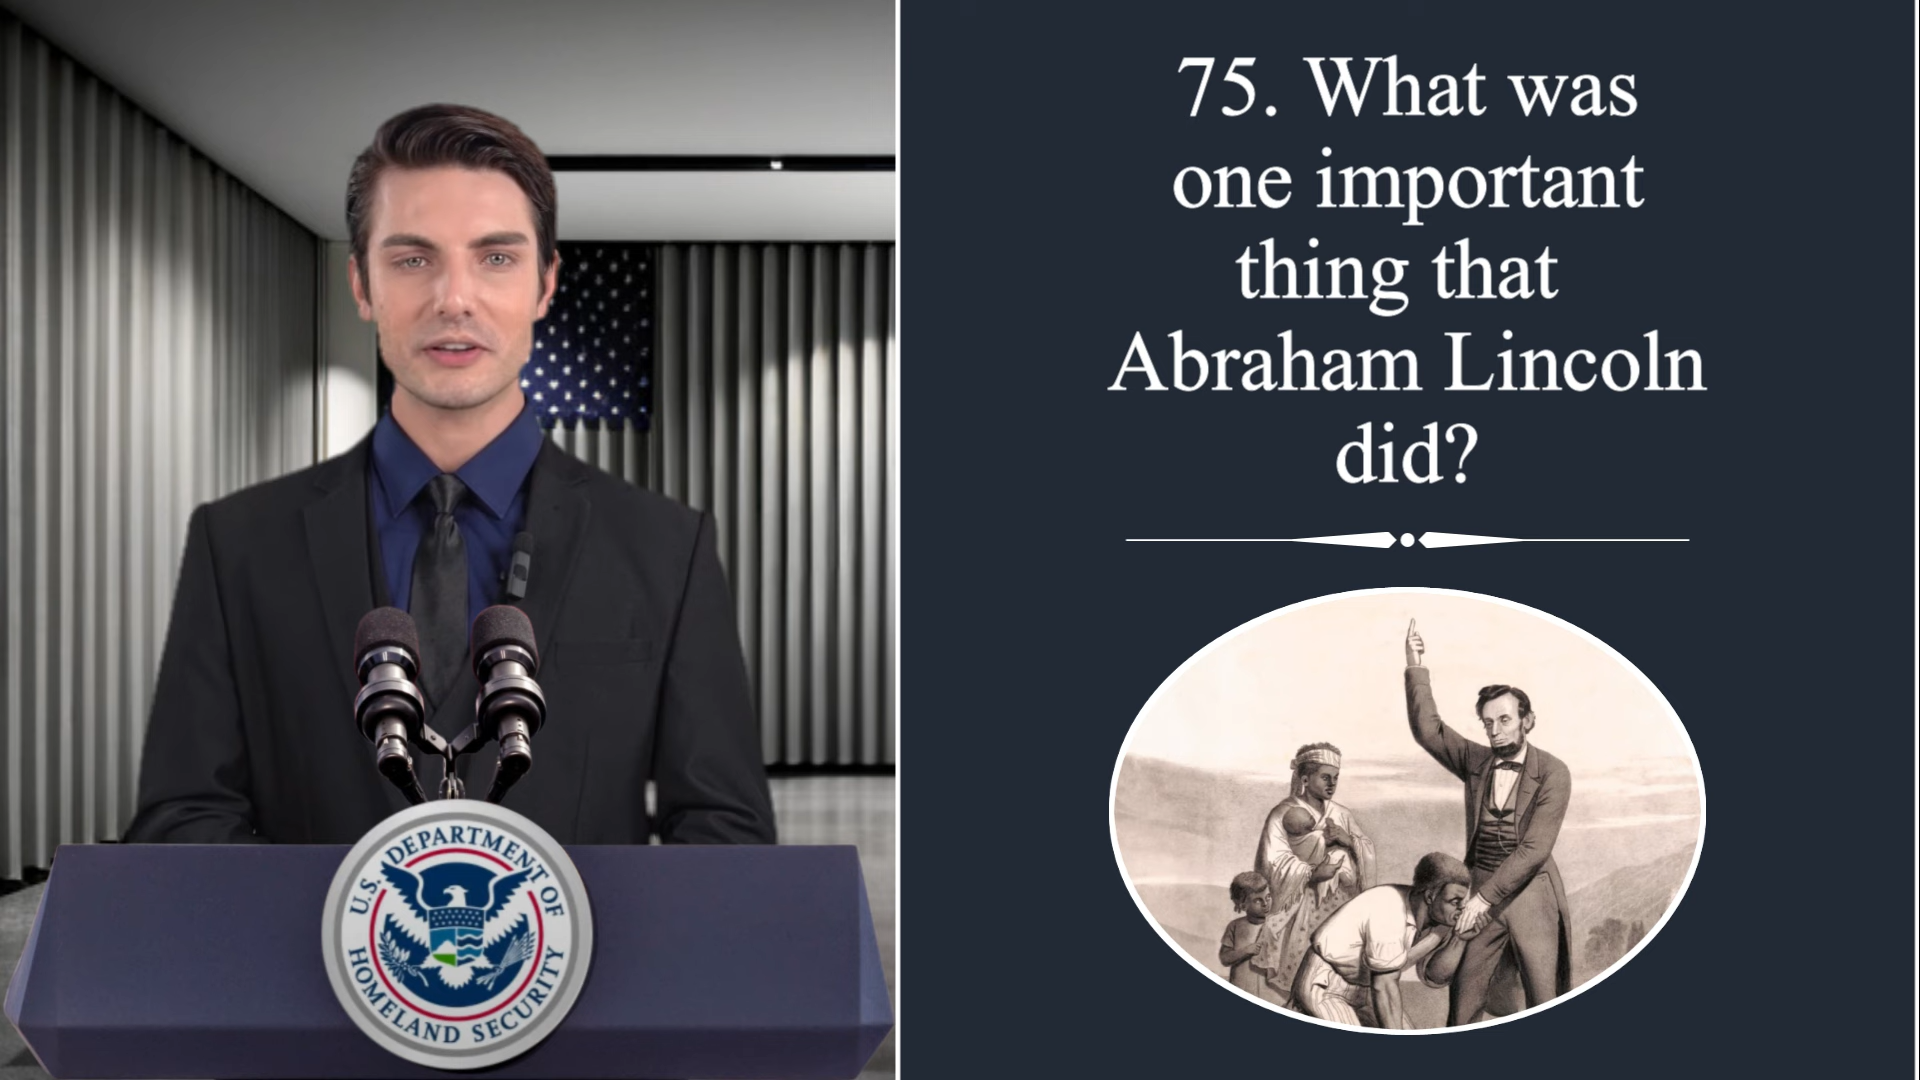 75. What was
one important
thing that
Abraham Lincoln
did?
U.S. DEPARTMENT OF
HOMELAND SECURITY